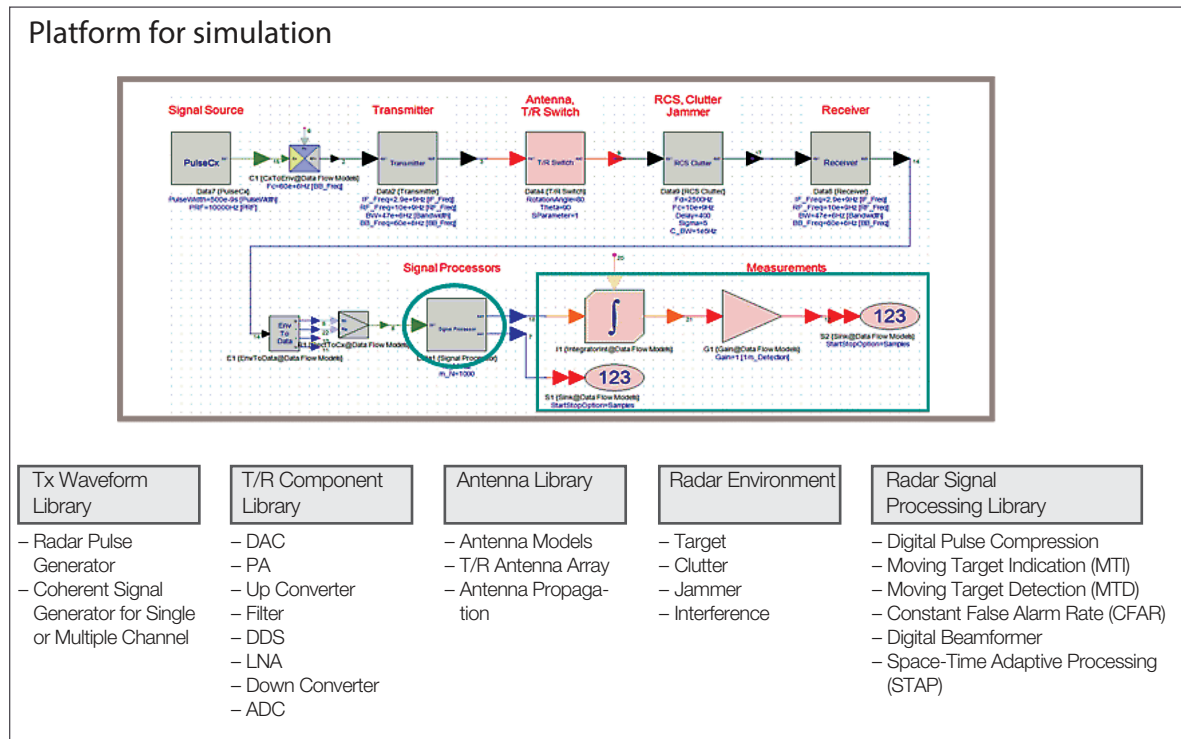 Platform for simulation
Signal Source
Transmitter
Antenna,
T/R Switch
RCS, Clutter
Jammer
Receiver
PulseCx
Transmitter
T/R Switch
RCS Clutter
Receiver
C1 [CxToEnv@Data Flow Models]
Fc=60e+6Hz [BB_Freq]
Data7 [PulseCx]
PulseWidth=500e-9s [PulseWidth]
PRF=10000Hz [PRF]
Data2 [Transmitter]
IF_Freq=2.9e+9Hz [IF_Freq]
RF_Freq=10e+9Hz [RF_Freq]
BW=47e+6Hz [Bandwidth]
BB_Freq=60e+6Hz [BB_Freq]
Data4 [T/R Switch]
RotationAngle=80
Theta=90
SParameter=1
Data9 [RCS Clutter]
Fd=2500Hz
Fc=10e+9Hz
Delay=400
Sigma=5
C_BW=1e5Hz
Data8 [Receiver]
IF_Freq=2.9e+9Hz [IF_Freq]
RF_Freq=10e+9Hz [RF_Freq]
BW=47e+6Hz [Bandwidth]
BB_Freq=60e+6Hz [BB_Freq]
Signal Processors
Measurements
Env
To
Data
Signal Processor
∫
123
E1 [EnvToData@Data Flow Models]
Data1 [Signal Processor]
m_N=1000
I1 [IntegratorInt@Data Flow Models]
G1 [Gain@Data Flow Models]
Gain=1 [1m_Detection]
S2 [Sink@Data Flow Models]
StartStopOption=Samples
123
S1 [Sink@Data Flow Models]
StartStopOption=Samples
Tx Waveform
Library
– Radar Pulse
Generator
– Coherent Signal
Generator for Single
or Multiple Channel
T/R Component
Library
– DAC
– PA
– Up Converter
– Filter
– DDS
– LNA
– Down Converter
– ADC
Antenna Library
– Antenna Models
– T/R Antenna Array
– Antenna Propaga-
tion
Radar Environment
– Target
– Clutter
– Jammer
– Interference
Radar Signal
Processing Library
– Digital Pulse Compression
– Moving Target Indication (MTI)
– Moving Target Detection (MTD)
– Constant False Alarm Rate (CFAR)
– Digital Beamformer
– Space-Time Adaptive Processing
(STAP)